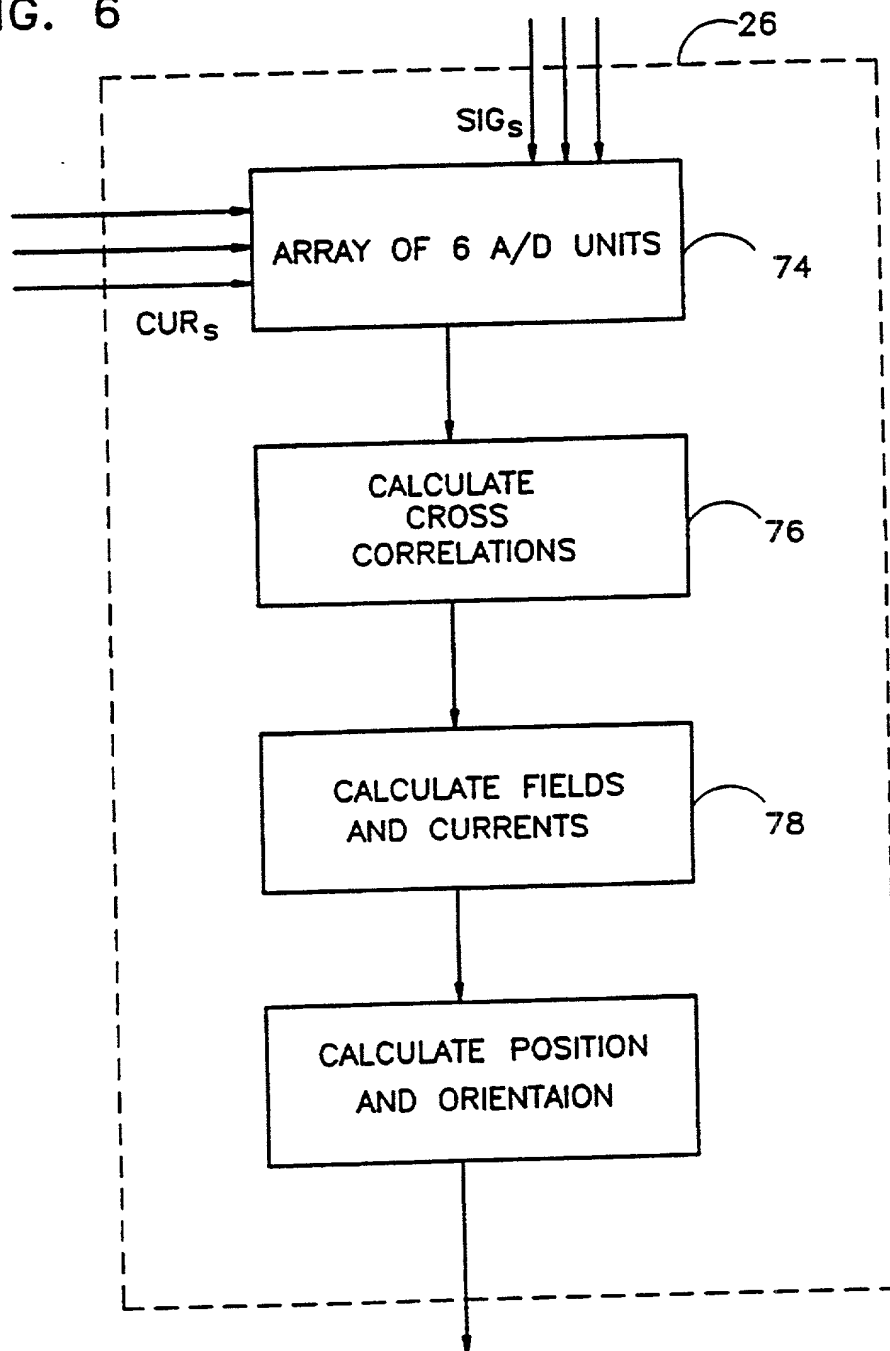 IG. 6
26
SIGs
ARRAY OF 6 A/D UNITS
74
CURs
CALCULATE
CROSS
CORRELATIONS
76
CALCULATE FIELDS
AND CURRENTS
78
CALCULATE POSITION
AND ORIENTAION